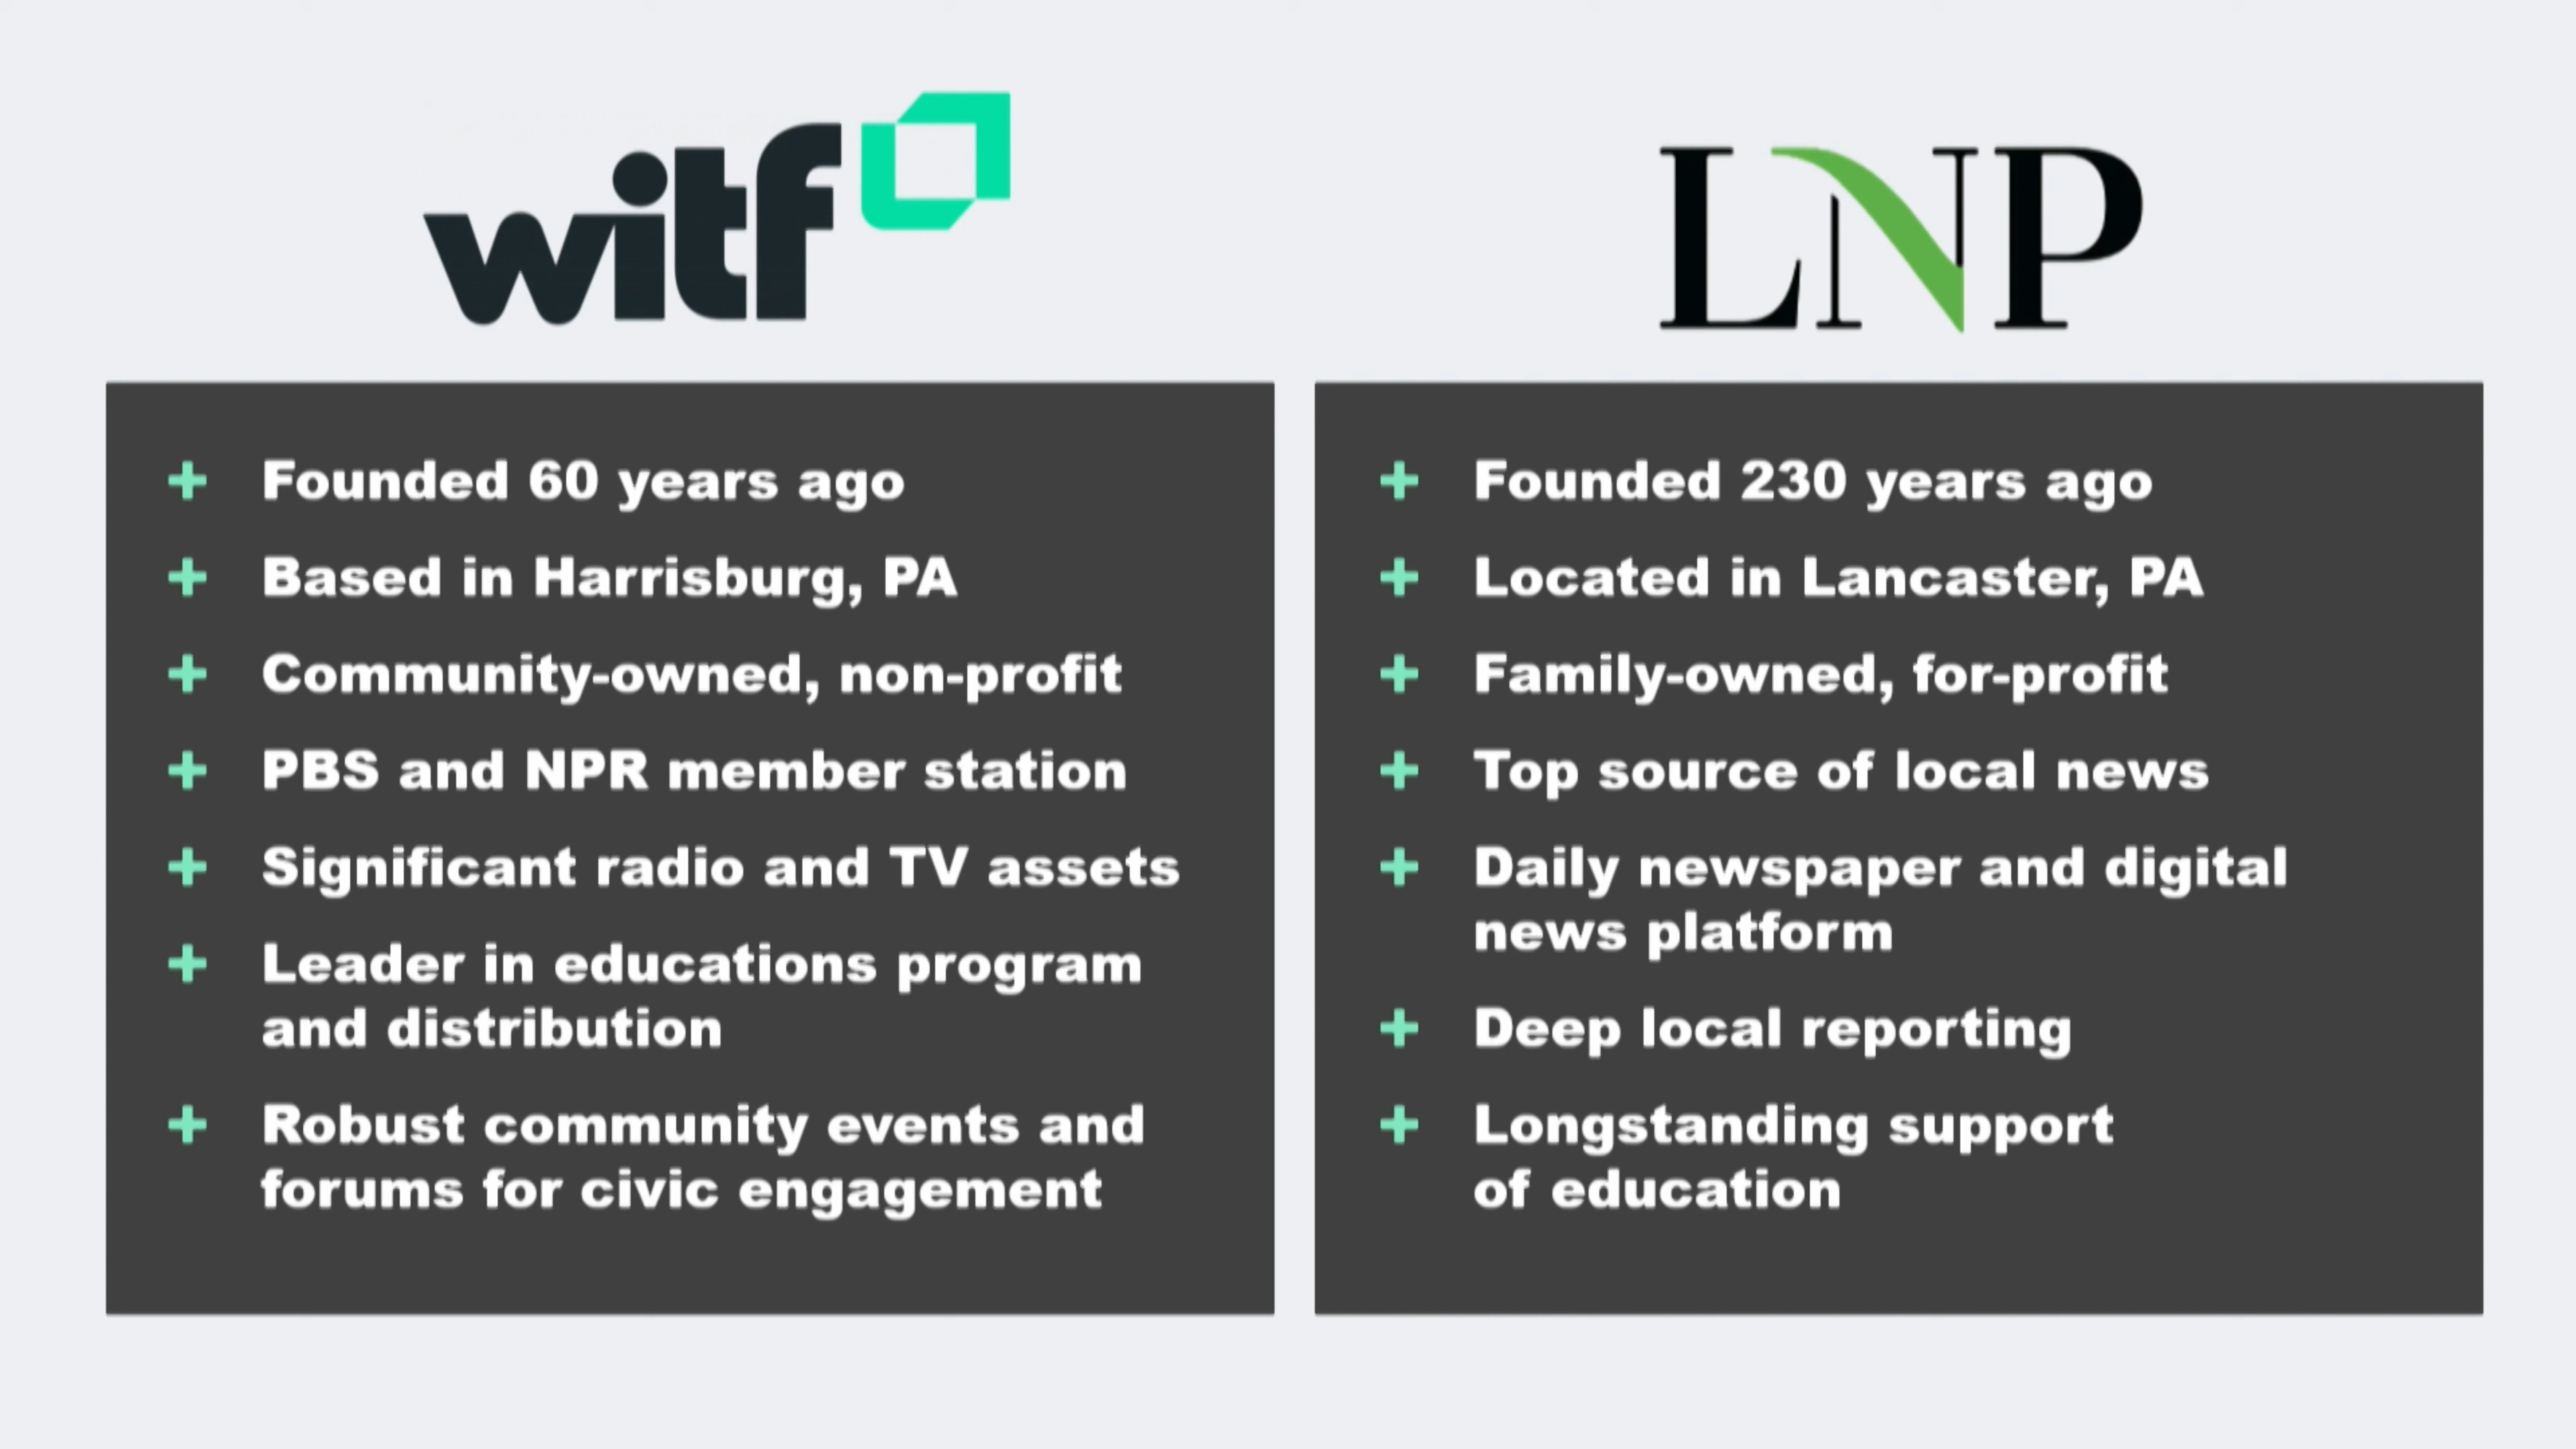 witf
Founded 60 years ago
Based in Harrisburg, PA
Community-owned, non-profit
PBS and NPR member station
Significant radio and TV assets
Leader in educations program
and distribution
Robust community events and
forums for civic engagement
LNP
Founded 230 years ago
Located in Lancaster, PA
Family-owned, for-profit
Top source of local news
Daily newspaper and digital
news platform
Deep local reporting
Longstanding support
of education